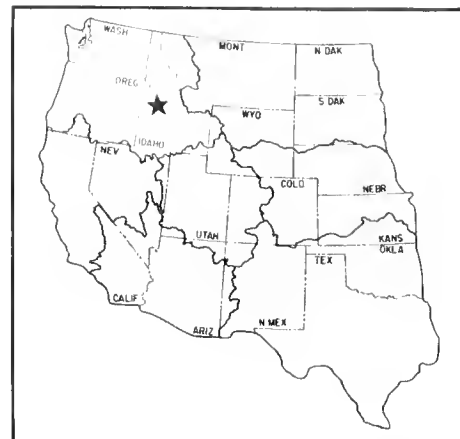 WASH
MONT
N DAK
OREG
S DAK
WYO
IDAHO
NEV
COLO
NEBR
UTAH
KANS
OKLA
TEX
CALIF
N MEX
ARIZ